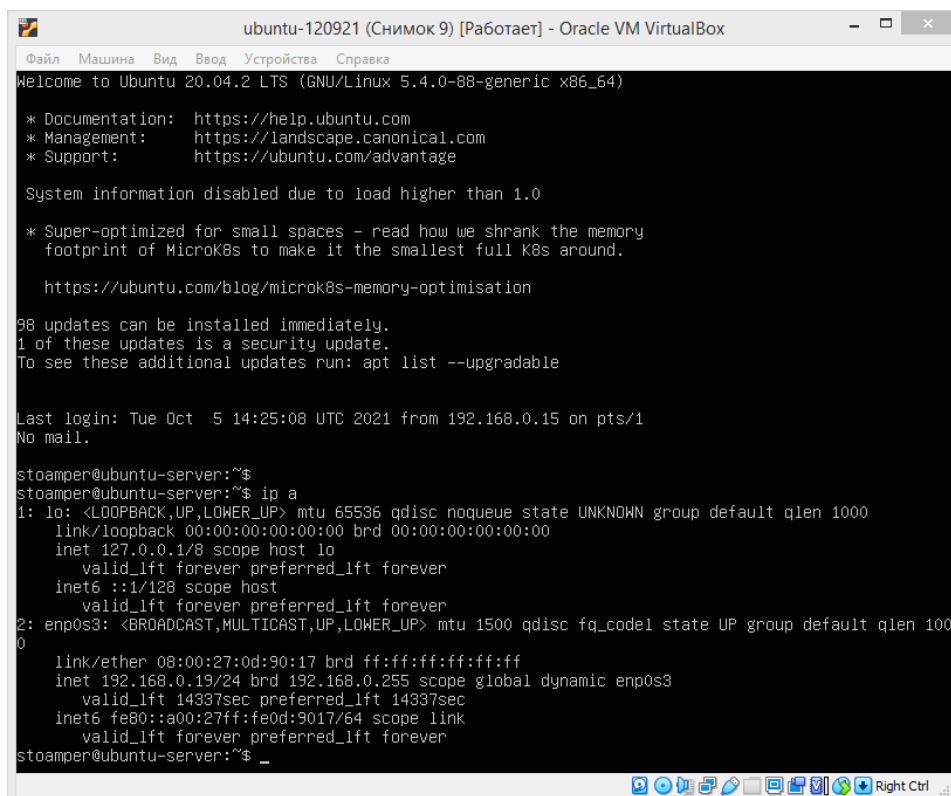 ubuntu-120921 (Снимок 9) [Работает] - Oracle VM VirtualBox
Файл Машина Вид Ввод Устройства Справка
Welcome to Ubuntu 20.04.2 LTS (GNU/Linux 5.4.0-88-generic x86_64)
* Documentation: https://help.ubuntu.com
* Management: https://landscape.canonical.com
* Support: https://ubuntu.com/advantage
System information disabled due to load higher than 1.0
* Super-optimized for small spaces - read how we shrank the memory
footprint of MicroK8s to make it the smallest full K8s around.
https://ubuntu.com/blog/microk8s-memory-optimisation
98 updates can be installed immediately.
1 of these updates is a security update.
To see these additional updates run: apt list --upgradable
Last login: Tue Oct  5 14:25:08 UTC 2021 from 192.168.0.15 on pts/1
No mail.
stoamper@ubuntu-server:~$
stoamper@ubuntu-server:~$ ip a
1: lo: <LOOPBACK,UP,LOWER_UP> mtu 65536 qdisc noqueue state UNKNOWN group default qlen 1000
link/loopback 00:00:00:00:00:00 brd 00:00:00:00:00:00
inet 127.0.0.1/8 scope host lo
valid_lft forever preferred_lft forever
inet6 ::1/128 scope host
valid_lft forever preferred_lft forever
2: enp0s3: <BROADCAST,MULTICAST,UP,LOWER_UP> mtu 1500 qdisc fq_codel state UP group default qlen 100
0
link/ether 08:00:27:0d:90:17 brd ff:ff:ff:ff:ff:ff
inet 192.168.0.19/24 brd 192.168.0.255 scope global dynamic enp0s3
valid_lft 14337sec preferred_lft 14337sec
inet6 fe80::a00:27ff:fe0d:9017/64 scope link
valid_lft forever preferred_lft forever
stoamper@ubuntu-server:~$ _
Right Ctrl